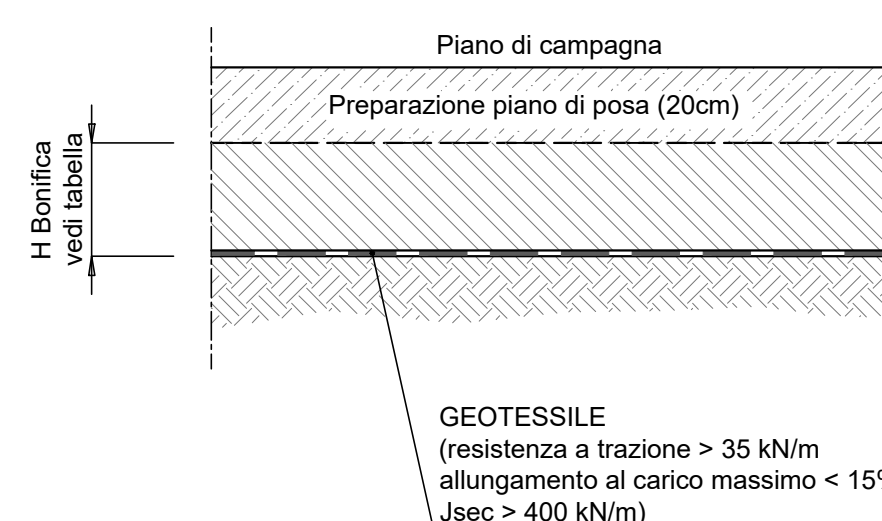 Piano di campagna
Preparazione piano di posa (20cm)
H Bonifica
vedi tabella
GEOTESSILE
(resistenza a trazione > 35 kN/m
allungamento al carico massimo < 15%
Jsec > 400 kN/m)